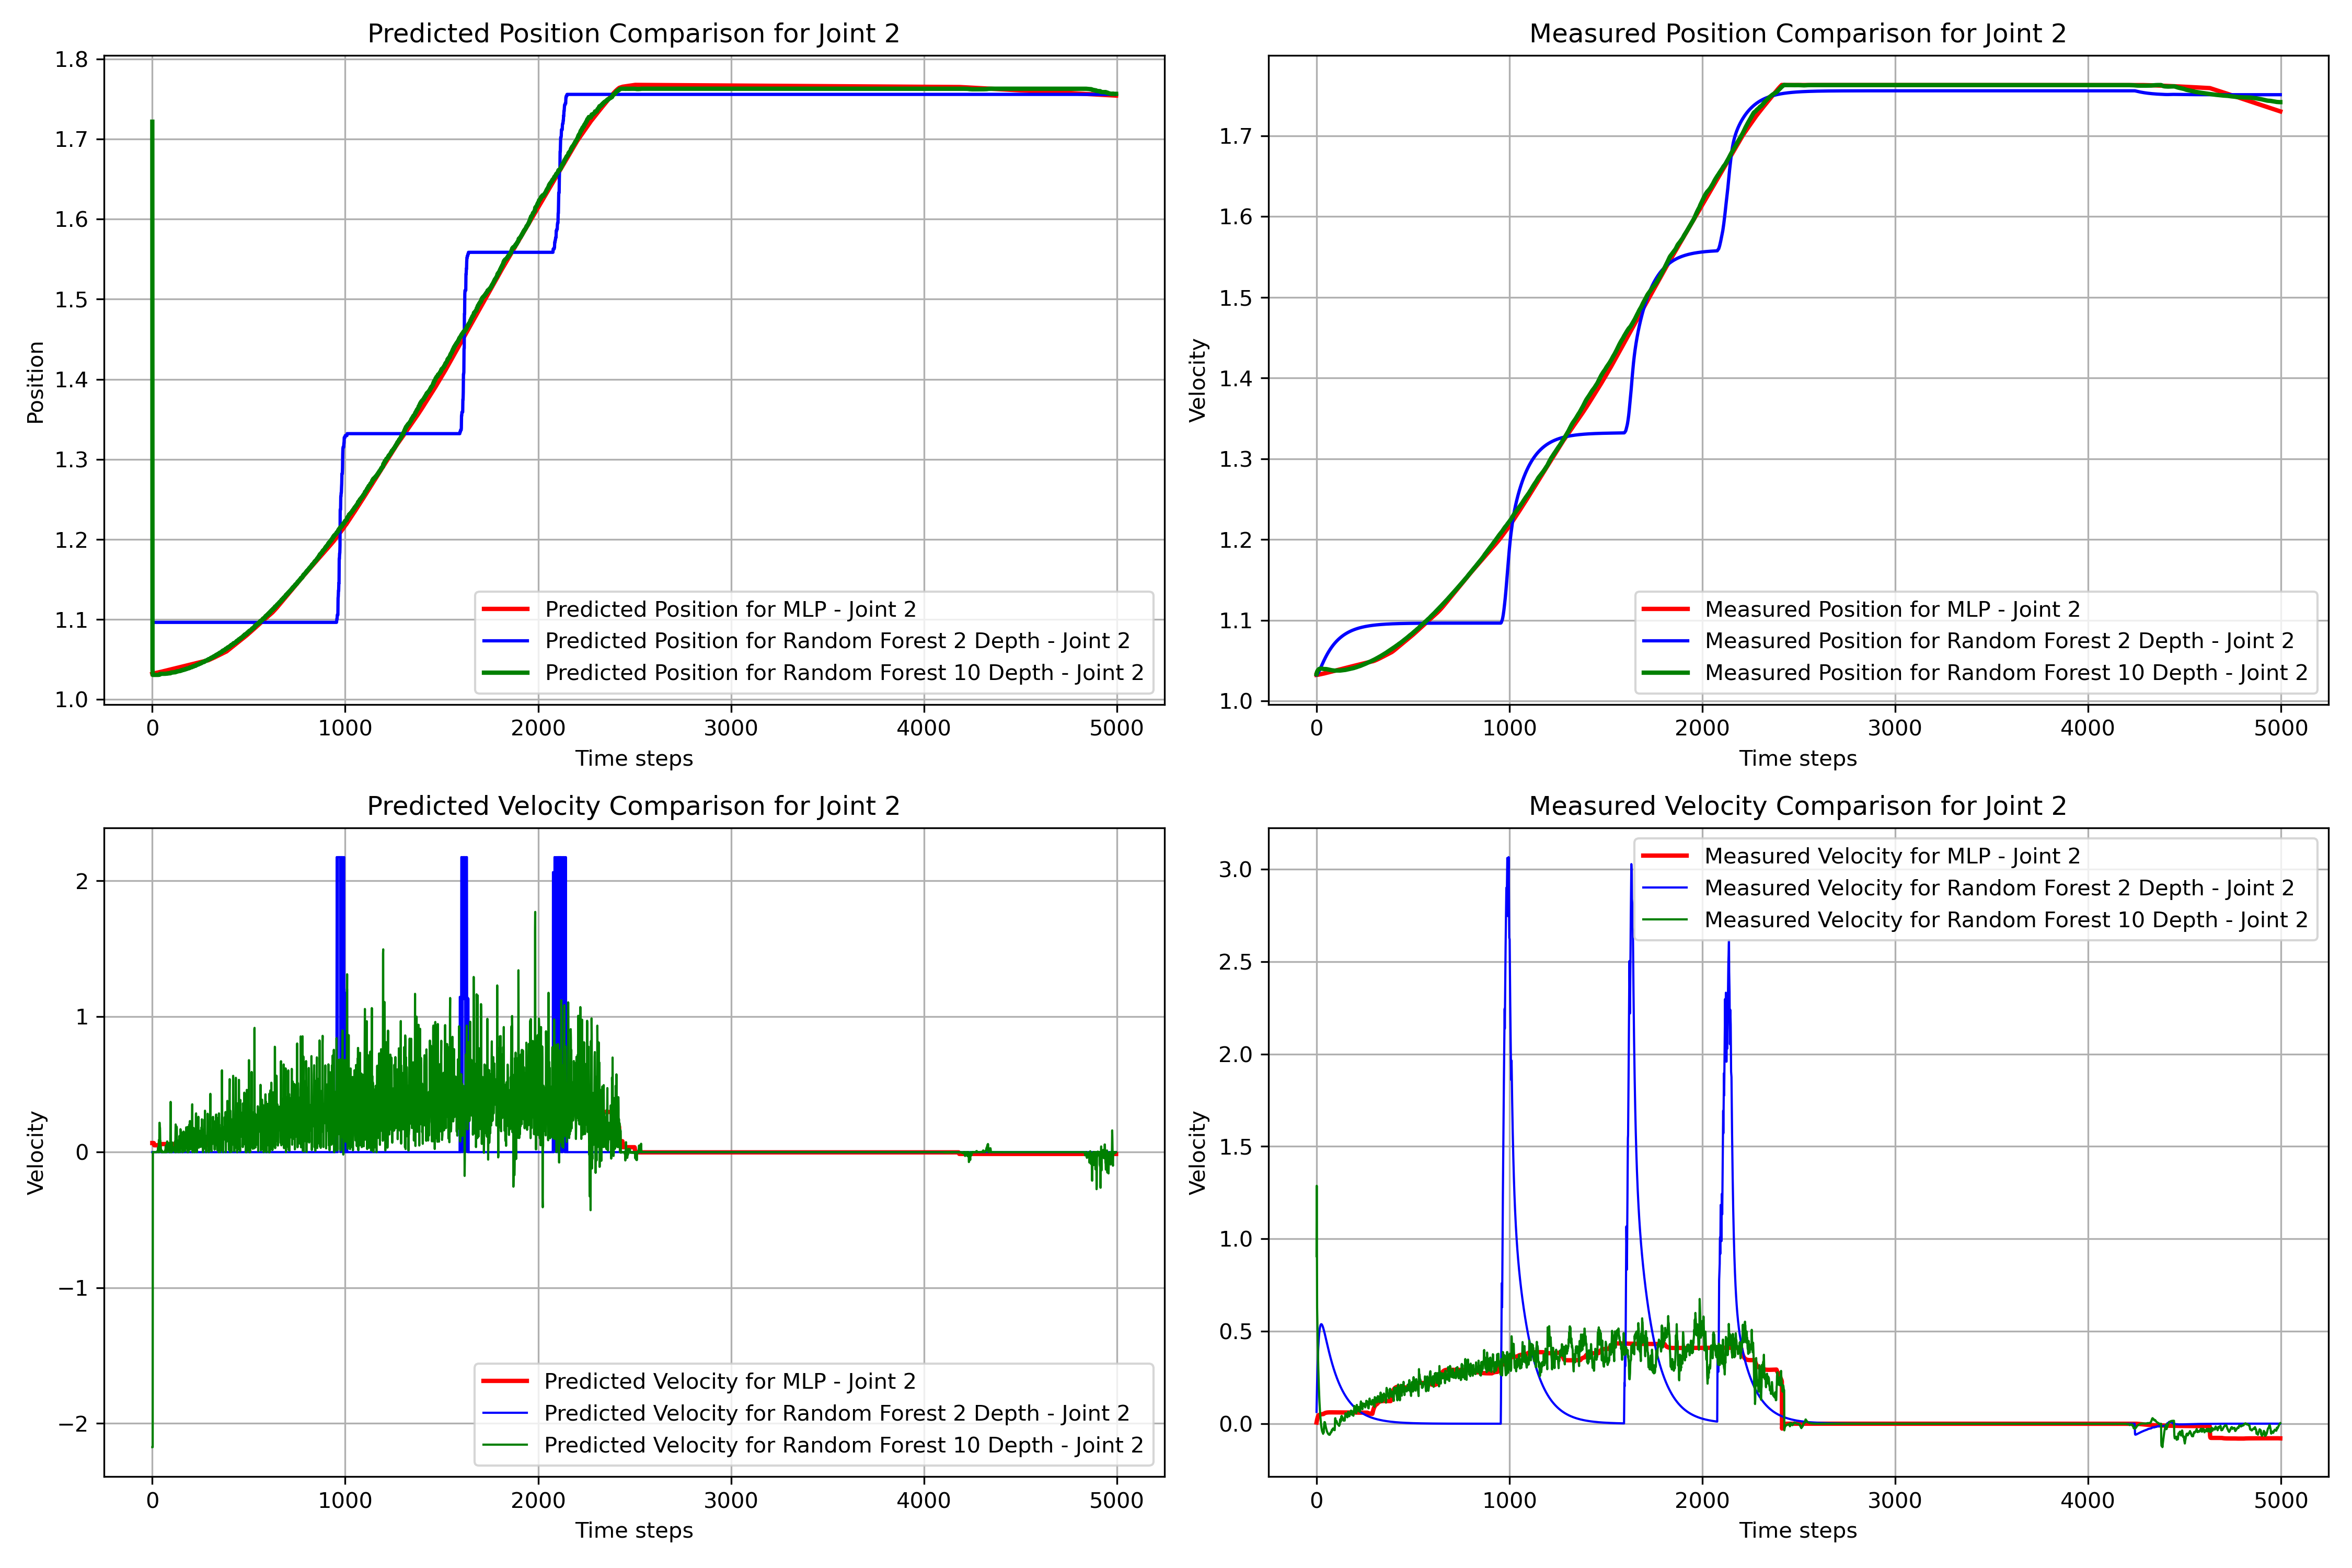 Predicted Position Comparison for Joint 2
Position
1.8
1.7
1.6
1.5
1.4
1.3
1.2
1.1
1.0
Predicted Position for MLP - Joint 2
Predicted Position for Random Forest 2 Depth - Joint 2
Predicted Position for Random Forest 10 Depth - Joint 2
0 1000 2000 3000 4000 5000
Time steps
Measured Position Comparison for Joint 2
Velocity
1.7
1.6
1.5
1.4
1.3
1.2
1.1
1.0
Measured Position for MLP - Joint 2
Measured Position for Random Forest 2 Depth - Joint 2
Measured Position for Random Forest 10 Depth - Joint 2
0 1000 2000 3000 4000 5000
Time steps
Predicted Velocity Comparison for Joint 2
Velocity
2
1
0
−1
−2
Predicted Velocity for MLP - Joint 2
Predicted Velocity for Random Forest 2 Depth - Joint 2
Predicted Velocity for Random Forest 10 Depth - Joint 2
0 1000 2000 3000 4000 5000
Time steps
Measured Velocity Comparison for Joint 2
Velocity
3.0
2.5
2.0
1.5
1.0
0.5
0.0
Measured Velocity for MLP - Joint 2
Measured Velocity for Random Forest 2 Depth - Joint 2
Measured Velocity for Random Forest 10 Depth - Joint 2
0 1000 2000 3000 4000 5000
Time steps